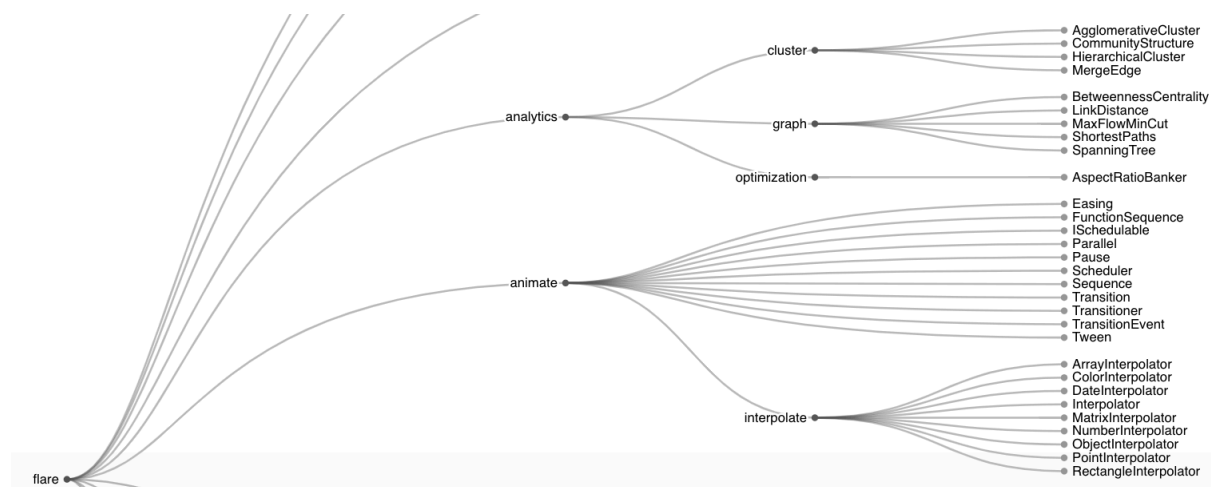 AgglomerativeCluster
cluster
CommunityStructure
HierarchicalCluster
MergeEdge
BetweennessCentrality
LinkDistance
analytics
graph
MaxFlowMinCut
ShortestPaths
SpanningTree
optimization
AspectRatioBanker
Easing
FunctionSequence
ISchedulable
Parallel
Pause
Scheduler
animate
Sequence
Transition
Transitioner
TransitionEvent
Tween
ArrayInterpolator
ColorInterpolator
DateInterpolator
Interpolator
interpolate
MatrixInterpolator
NumberInterpolator
ObjectInterpolator
PointInterpolator
RectangleInterpolator
flare